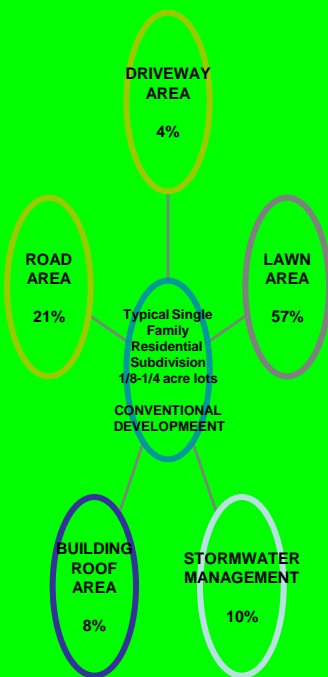 DRIVEWAY
AREA
4%
ROAD
AREA
21%
LAWN
AREA
57%
Typical Single
Family
Residential
Subdivision
1/8-1/4 acre lots
CONVENTIONAL
DEVELOPMEENT
BUILDING
ROOF
AREA
8%
STORMWATER
MANAGEMENT
10%